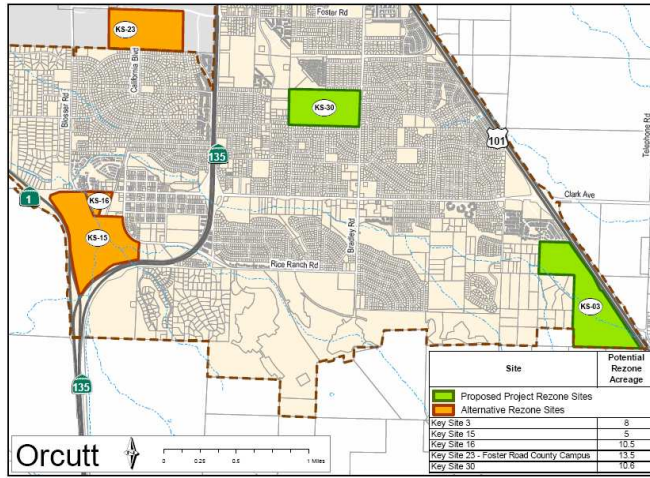 Foster Rd
KS-23
California Blvd
Blosser Rd
KS-30
135
101
Telephone Rd
1
KS-16
Clark Ave
KS-15
Bradley Rd
Rice Ranch Rd
KS-03
135
Site Potential Rezone Acreage
Proposed Project Rezone Sites
Alternative Rezone Sites
Key Site 3 8
Key Site 15 5
Key Site 16 10.5
Key Site 23 - Foster Road County Campus 13.5
Key Site 30 10.6
Orcutt
0 0.25 0.5 1 Miles